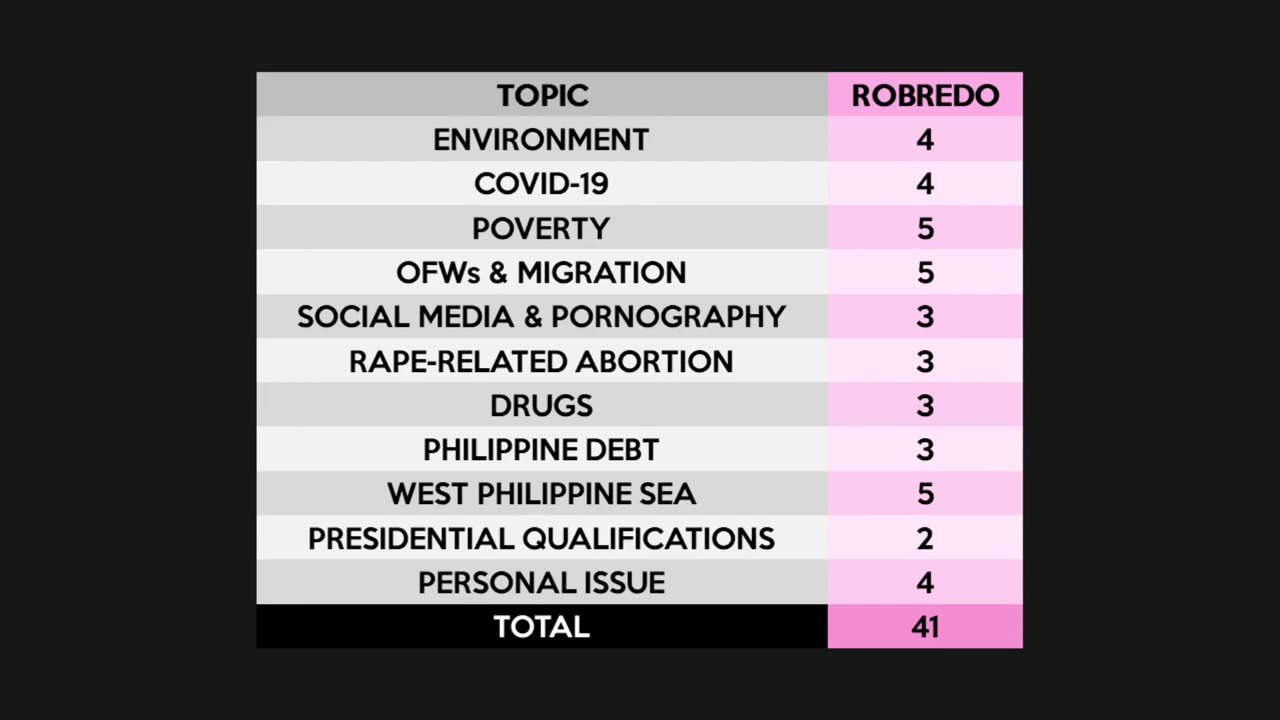 TOPIC ROBREDO
ENVIRONMENT 4
COVID-19 4
POVERTY 5
OFWs & MIGRATION 5
SOCIAL MEDIA & PORNOGRAPHY 3
RAPE-RELATED ABORTION 3
DRUGS 3
PHILIPPINE DEBT 3
WEST PHILIPPINE SEA 5
PRESIDENTIAL QUALIFICATIONS 2
PERSONAL ISSUE 4
TOTAL 41